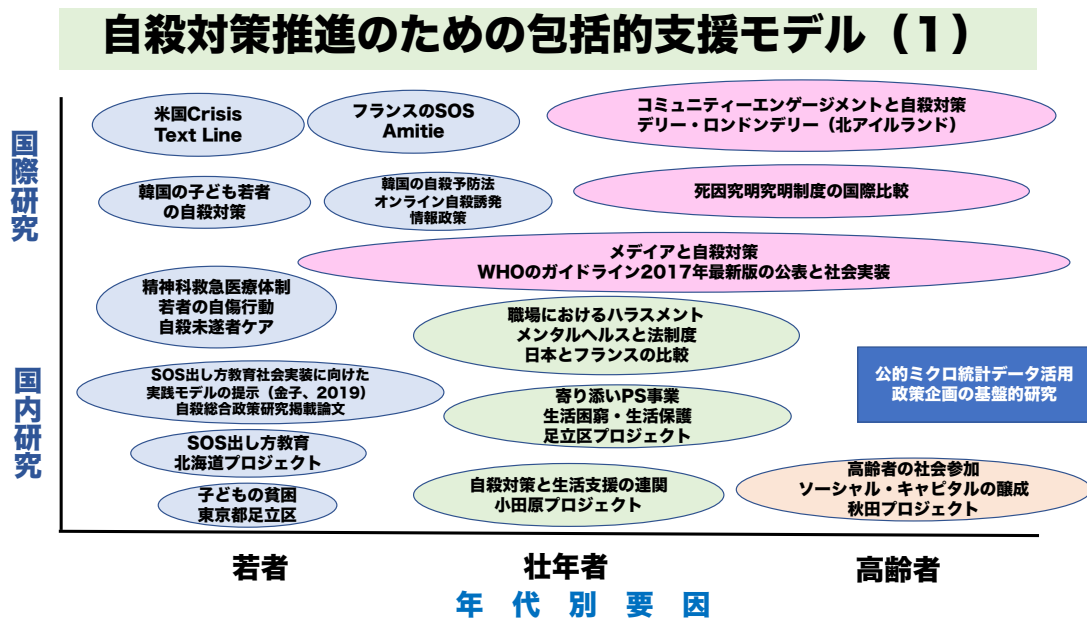 自殺対策推進のための包括的支援モデル（1）
国際研究
米国Crisis
Text Line
フランスのSOS
Amitie
コミュニティーエンゲージメントと自殺対策
デリー・ロンドンデリー（北アイルランド）
韓国の子ども若者
の自殺対策
韓国の自殺予防法
オンライン自殺誘発
情報政策
死因究明究明制度の国際比較
メデイアと自殺対策
WHOのガイドライン2017年最新版の公表と社会実装
精神科救急医療体制
若者の自傷行動
自殺未遂者ケア
職場におけるハラスメント
メンタルヘルスと法制度
日本とフランスの比較
国内研究
SOS出し方教育社会実装に向けた
実践モデルの提示（金子、2019）
自殺総合政策研究掲載論文
寄り添いPS事業
生活困窮・生活保護
足立区プロジェクト
公的ミクロ統計データ活用
政策企画の基盤的研究
SOS出し方教育
北海道プロジェクト
子どもの貧困
東京都足立区
自殺対策と生活支援の連関
小田原プロジェクト
高齢者の社会参加
ソーシャル・キャピタルの醸成
秋田プロジェクト
若者
壮年者
高齢者
年代別要因